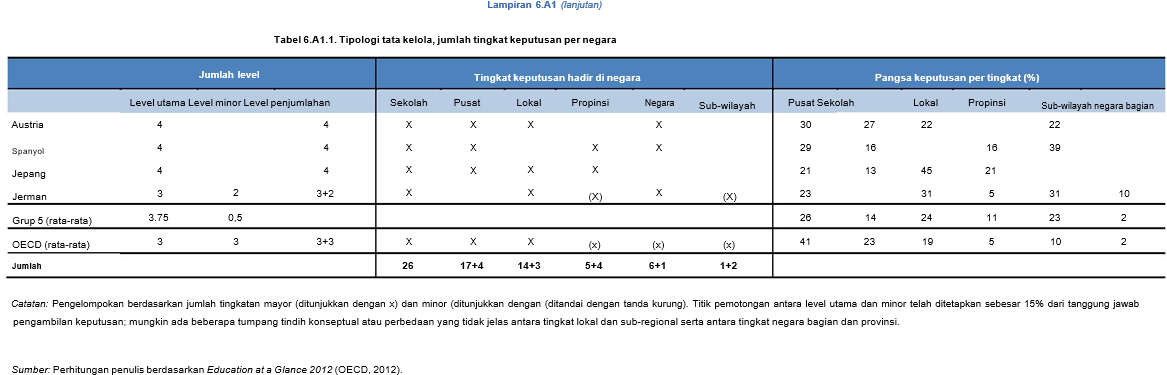 Lampiran 6.A1 (lanjutan)
Tabel 6.A1.1. Tipologi tata kelola, jumlah tingkat keputusan per negara
Jumlah level Tingkat keputusan hadir di negara Pangsa keputusan per tingkat (%)
Level utama Level minor Level penjumlahan Sekolah Pusat Lokal Propinsi Negara Sub-wilayah Pusat Sekolah Lokal Propinsi Sub-wilayah negara bagian
Austria 4 4 X X X X 30 27 22 22
Spanyol 4 4 X X X X 29 16 16 39
Jepang 4 4 X X X X 21 13 45 21
Jerman 3 2 3+2 X X (X) X (X) 23 31 5 31 10
Grup 5 (rata-rata) 3.75 0,5 26 14 24 11 23 2
OECD (rata-rata) 3 3 3+3 X X X (x) (x) (x) 41 23 19 5 10 2
Jumlah 26 17+4 14+3 5+4 6+1 1+2
Catatan: Pengelompokan berdasarkan jumlah tingkatan mayor (ditunjukkan dengan x) dan minor (ditunjukkan dengan (ditandai dengan tanda kurung). Titik pemotongan antara level utama dan minor telah ditetapkan sebesar 15% dari tanggung jawab
pengambilan keputusan; mungkin ada beberapa tumpang tindih konseptual atau perbedaan yang tidak jelas antara tingkat lokal dan sub-regional serta antara tingkat negara bagian dan provinsi.
Sumber: Perhitungan penulis berdasarkan Education at a Glance 2012 (OECD, 2012).